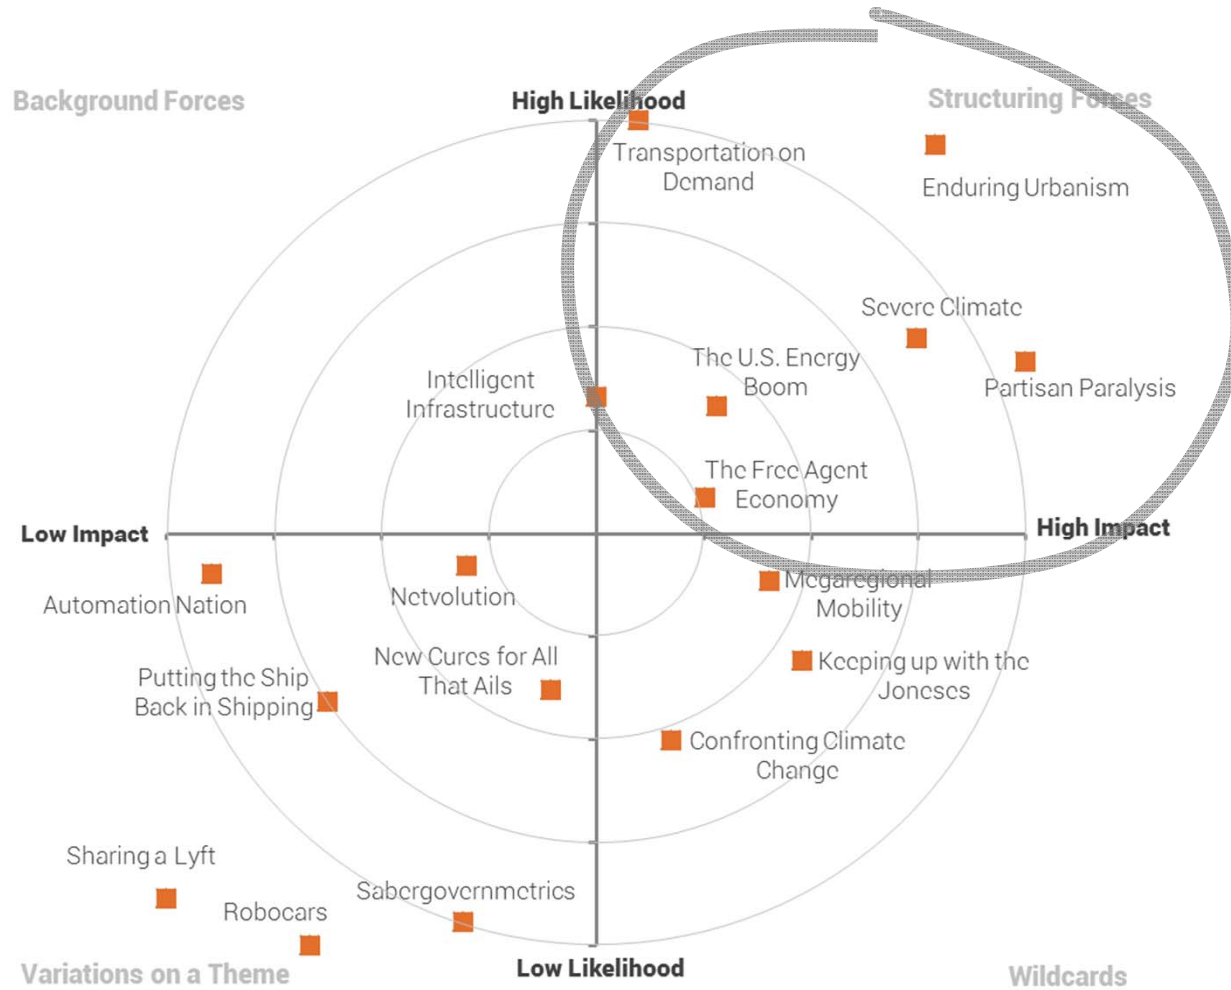 Background Forces
High Likelihood
Structuring Forces
Transportation on
Demand
Enduring Urbanism
Severe Climate
The U.S. Energy
Boom
Partisan Paralysis
Intelligent
Infrastructure
The Free Agent
Economy
Low Impact
High Impact
Automation Nation
Netvolution
Megaregional
Mobility
New Cures for All
That Ails
Keeping up with the
Joneses
Putting the Ship
Back in Shipping
Confronting Climate
Change
Sharing a Lyft
Robocars
Sabergovernmetrics
Variations on a Theme
Low Likelihood
Wildcards